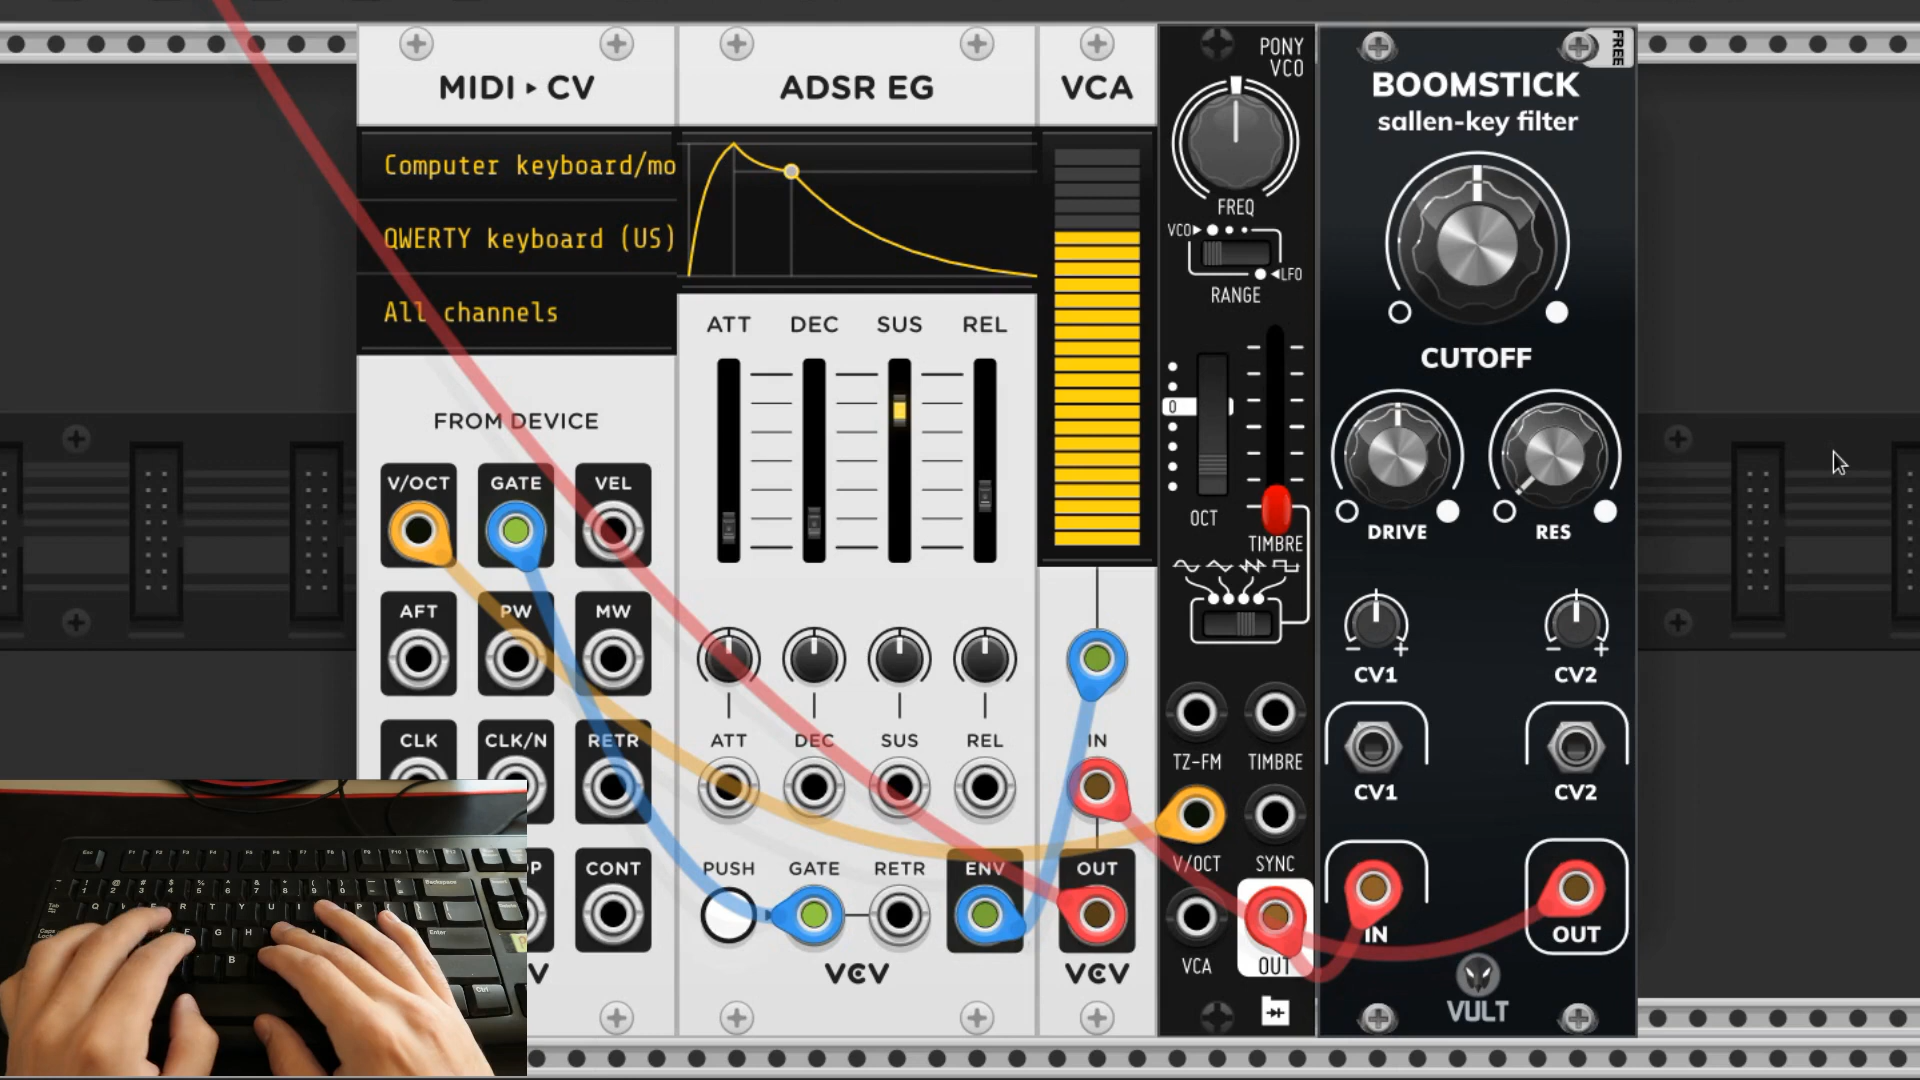 MIDI ▸ CV
Computer keyboard/mo
QWERTY keyboard (US)
All channels
FROM DEVICE
V/OCT GATE VEL
AFT PW MW
CLK CLK/N RETR
CONT
ADSR EG
ATT DEC SUS REL
ATT DEC SUS REL
PUSH GATE RETR ENV
VCV
VCA
IN
OUT
VCV
PONY
VCO
FREQ
VCO
LFO
RANGE
0
OCT
TIMBRE
TZ-FM TIMBRE
V/OCT SYNC
VCA OUT
FREE
BOOMSTICK
sallen-key filter
CUTOFF
DRIVE RES
- + - +
CV1 CV2
CV1 CV2
IN OUT
VULT